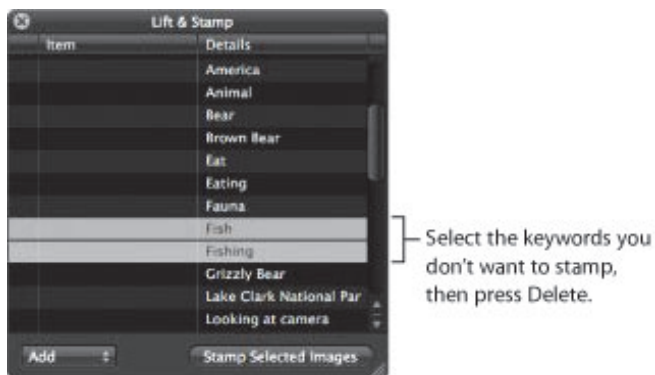 Lift & Stamp
Item Details
America
Animal
Bear
Brown Bear
Eat
Eating
Fauna
Fish
Fishing
Grizzly Bear
Lake Clark National Par
Looking at camera
Add Stamp Selected Images
Select the keywords you
don't want to stamp,
then press Delete.